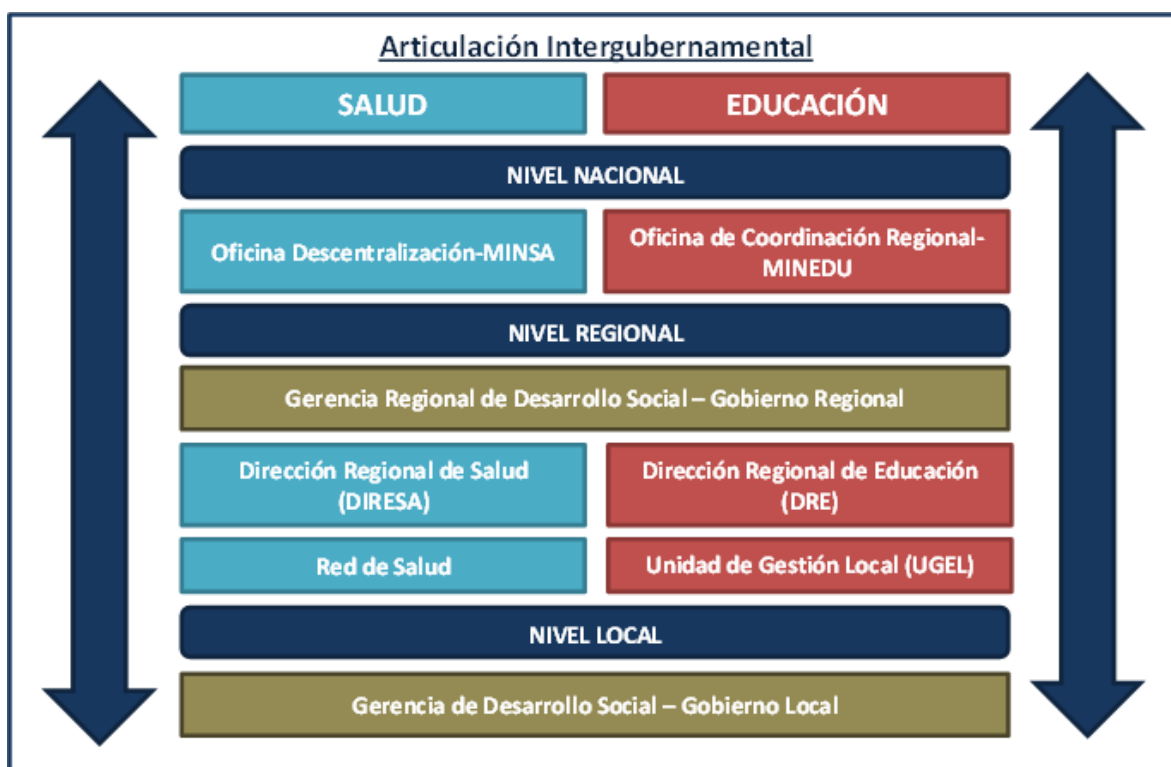 Articulación Intergubernamental
SALUD
EDUCACIÓN
NIVEL NACIONAL
Oficina Descentralización-MINSA
Oficina de Coordinación Regional-
MINEDU
NIVEL REGIONAL
Gerencia Regional de Desarrollo Social – Gobierno Regional
Dirección Regional de Salud
(DIRESA)
Dirección Regional de Educación
(DRE)
Red de Salud
Unidad de Gestión Local (UGEL)
NIVEL LOCAL
Gerencia de Desarrollo Social – Gobierno Local